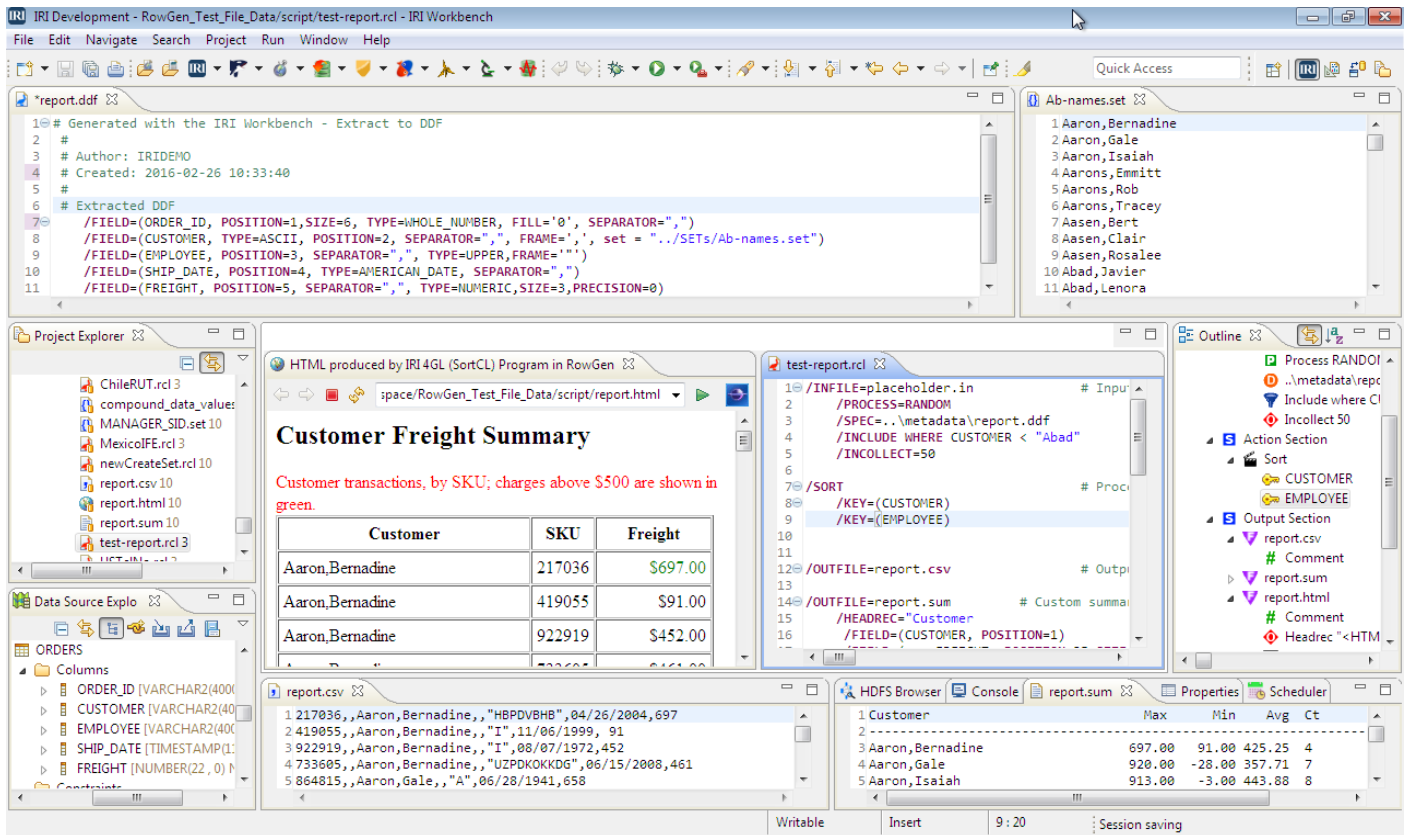 IRI Development - RowGen_Test_File_Data/script/test-report.rcl - IRI Workbench
File Edit Navigate Search Project Run Window Help
IRI
Quick Access
IRI
*report.ddf
1 # Generated with the IRI Workbench - Extract to DDF
2 #
3 # Author: IRIDEMO
4 # Created: 2016-02-26 10:33:40
5 #
6 # Extracted DDF
7 /FIELD=(ORDER_ID, POSITION=1,SIZE=6, TYPE=WHOLE_NUMBER, FILL='0', SEPARATOR=",")
8 /FIELD=(CUSTOMER, TYPE=ASCII, POSITION=2, SEPARATOR=",", FRAME=',', set = "../SETs/Ab-names.set")
9 /FIELD=(EMPLOYEE, POSITION=3, SEPARATOR=",", TYPE=UPPER,FRAME='"')
10 /FIELD=(SHIP_DATE, POSITION=4, TYPE=AMERICAN_DATE, SEPARATOR=",")
11 /FIELD=(FREIGHT, POSITION=5, SEPARATOR=",", TYPE=NUMERIC,SIZE=3,PRECISION=0)
Ab-names.set
1 Aaron,Bernadine
2 Aaron,Gale
3 Aaron,Isaiah
4 Aarons,Emmitt
5 Aarons,Rob
6 Aarons,Tracey
7 Aasen,Bert
8 Aasen,Clair
9 Aasen,Rosalee
10 Abad,Javier
11 Abad,Lenora
Project Explorer
ChileRUT.rcl 3
compound_data_values
MANAGER_SID.set 10
MexicoIFE.rcl 3
newCreateSet.rcl 10
report.csv 10
report.html 10
report.sum 10
test-report.rcl 3
Data Source Explo
ORDERS
Columns
ORDER_ID [VARCHAR2(4000
CUSTOMER [VARCHAR2(40
EMPLOYEE [VARCHAR2(400
SHIP_DATE [TIMESTAMP(1
FREIGHT [NUMBER(22 , 0) N
Constraints
HTML produced by IRI 4GL (SortCL) Program in RowGen
space/RowGen_Test_File_Data/script/report.html
Customer Freight Summary
Customer transactions, by SKU; charges above $500 are shown in
green.
Customer SKU Freight
Aaron,Bernadine 217036 $697.00
Aaron,Bernadine 419055 $91.00
Aaron,Bernadine 922919 $452.00
test-report.rcl
1 /INFILE=placeholder.in # Input
2 /PROCESS=RANDOM
3 /SPEC=..\metadata\report.ddf
4 /INCLUDE WHERE CUSTOMER < "Abad"
5 /INCOLLECT=50
6
7 /SORT # Proce
8 /KEY=(CUSTOMER)
9 /KEY=(EMPLOYEE)
10
11
12 /OUTFILE=report.csv # Outpu
13
14 /OUTFILE=report.sum # Custom summa
15 /HEADREC="Customer
16 /FIELD=(CUSTOMER, POSITION=1)
Outline
Process RANDOM
..\metadata\repo
Include where CU
Incollect 50
Action Section
Sort
CUSTOMER
EMPLOYEE
Output Section
report.csv
# Comment
report.sum
report.html
# Comment
Headrec "<HTM
report.csv
1 217036,,Aaron,Bernadine,,"HBPDVBHB",04/26/2004,697
2 419055,,Aaron,Bernadine,,"I",11/06/1999, 91
3 922919,,Aaron,Bernadine,,"I",08/07/1972,452
4 733605,,Aaron,Bernadine,,"UZPDKOKKDG",06/15/2008,461
5 864815,,Aaron,Gale,,"A",06/28/1941,658
HDFS Browser Console report.sum Properties Scheduler
1 Customer Max Min Avg Ct
2 ------------------------------------------------------------------
3 Aaron,Bernadine 697.00 91.00 425.25 4
4 Aaron,Gale 920.00 -28.00 357.71 7
5 Aaron,Isaiah 913.00 -3.00 443.88 8
Writable Insert 9 : 20 Session saving